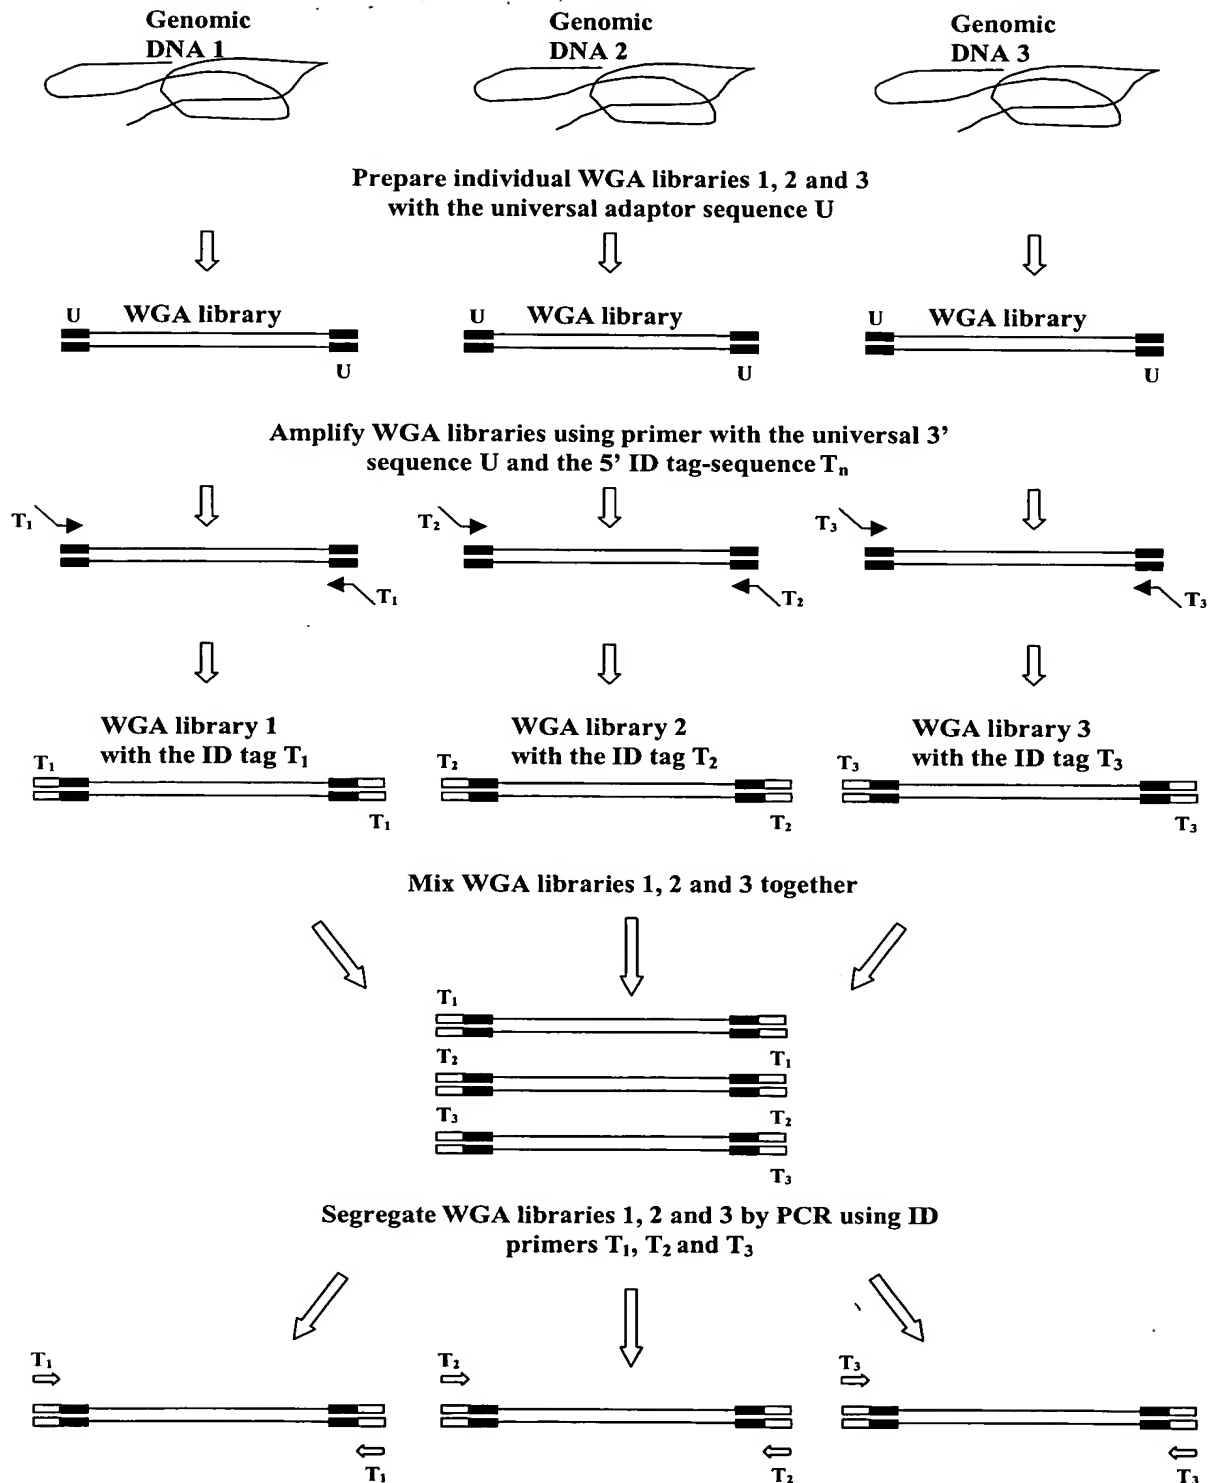 Genomic
DNA 1
Genomic
DNA 2
Genomic
DNA 3
Prepare individual WGA libraries 1, 2 and 3
with the universal adaptor sequence U
U WGA library
U
U WGA library
U
U WGA library
U
Amplify WGA libraries using primer with the universal 3’
sequence U and the 5’ ID tag-sequence Tn
T1
T1
T2
T2
T3
T3
WGA library 1
with the ID tag T1
T1
T1
WGA library 2
with the ID tag T2
T2
T2
WGA library 3
with the ID tag T3
T3
T3
Mix WGA libraries 1, 2 and 3 together
T1
T2 T1
T3 T2
T3
Segregate WGA libraries 1, 2 and 3 by PCR using ID
primers T1, T2 and T3
T1
T1
T2
T2
T3
T3